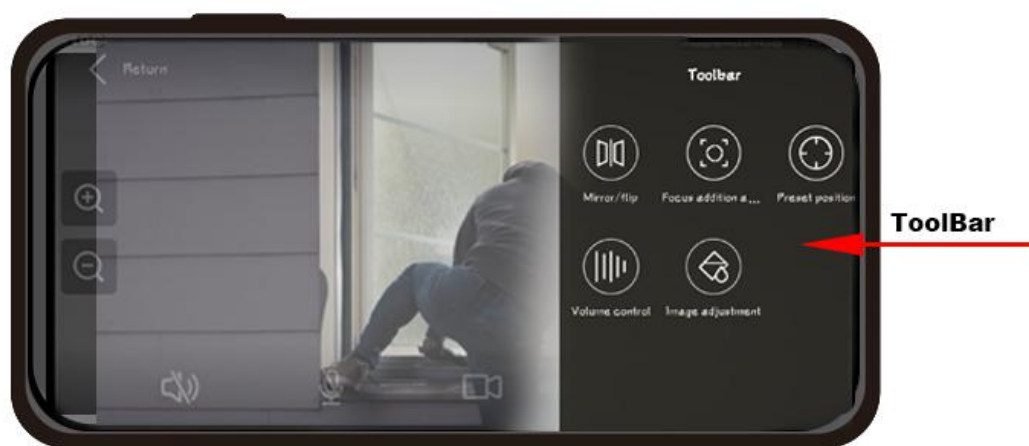 Return
Toolbar
Mirror/flip
Focus addition a...
Preset position
Volume control
Image adjustment
ToolBar